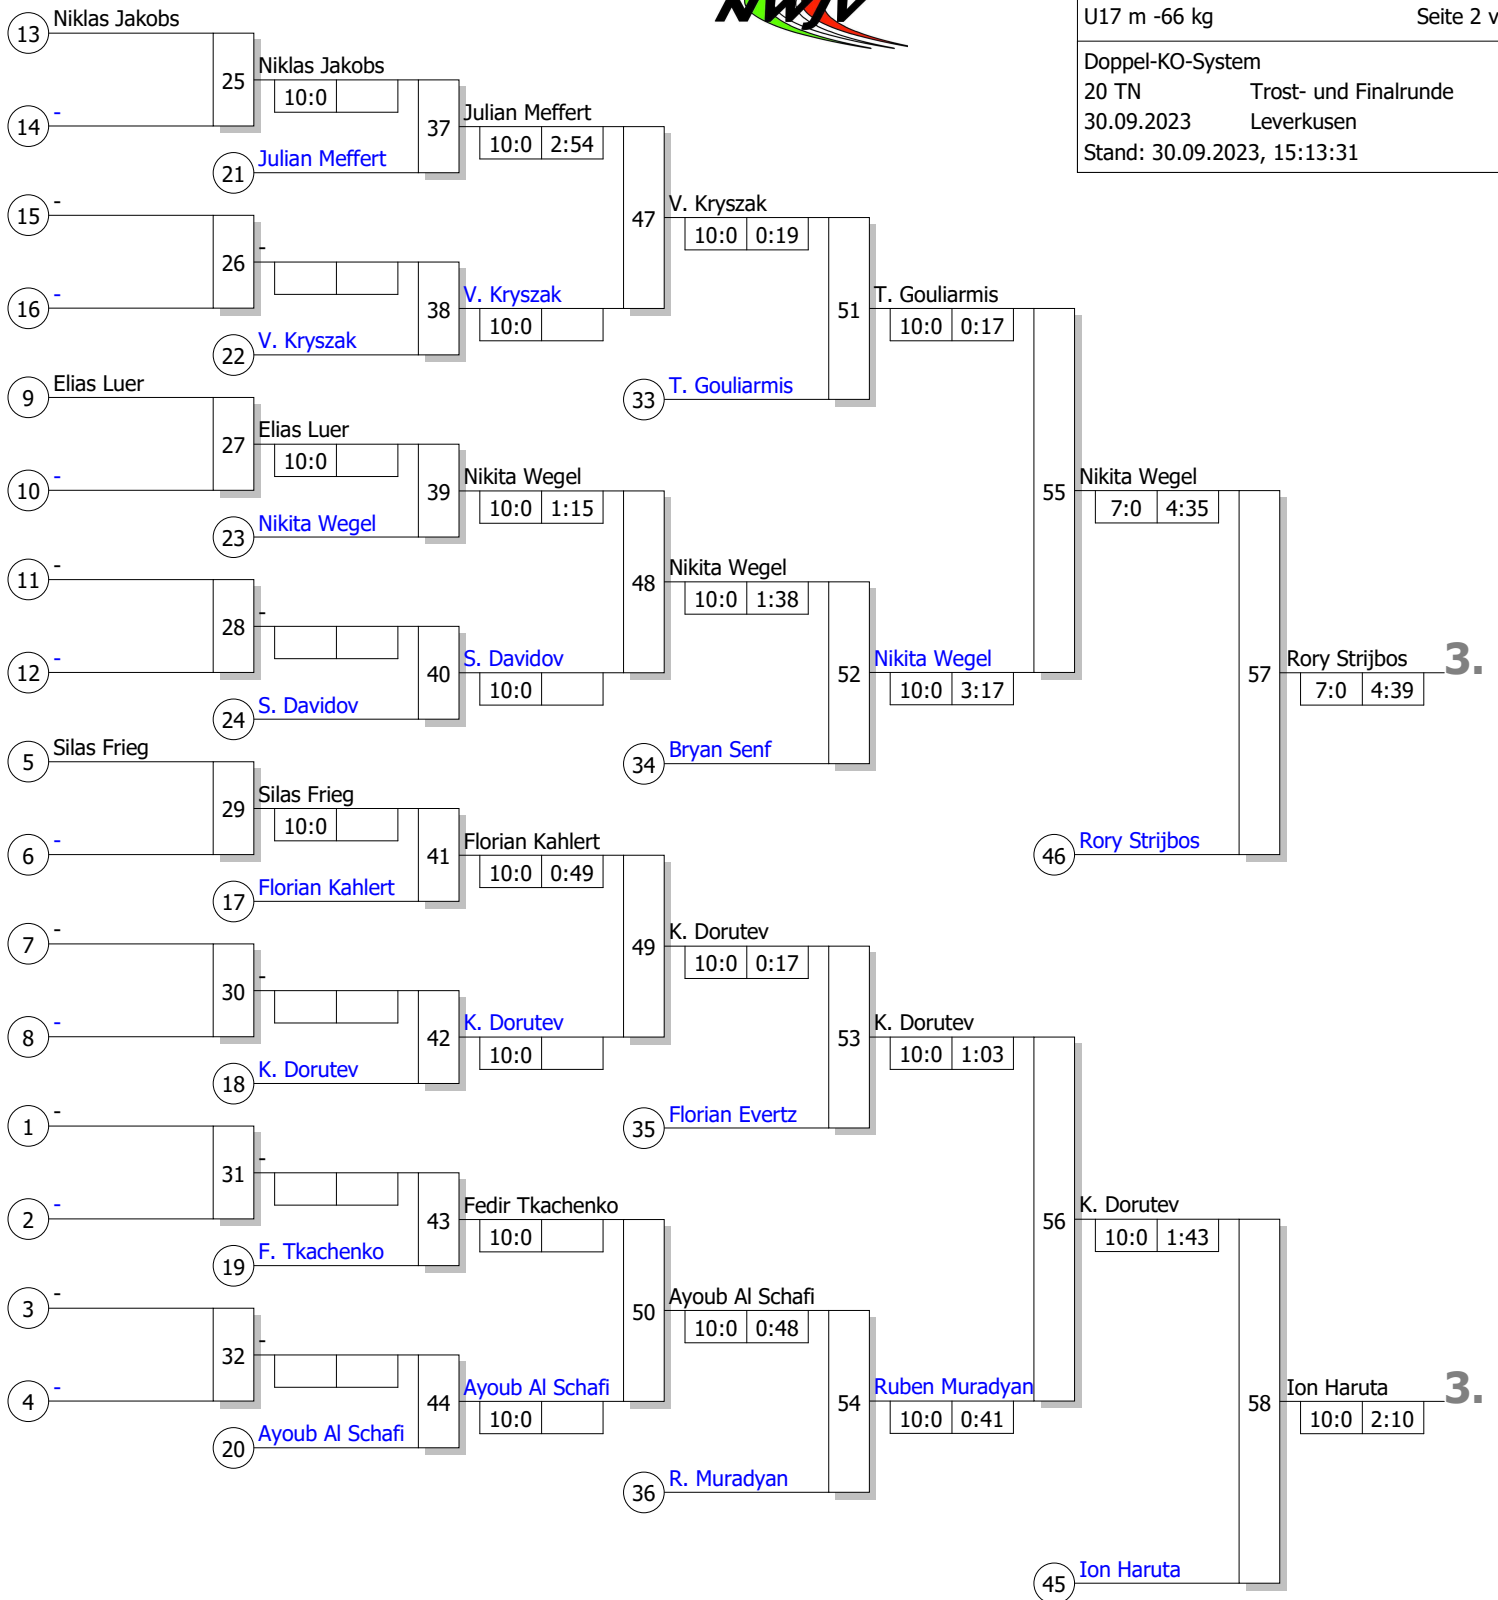 NWJV
U17 m -66 kg Seite 2 v
Doppel-KO-System
20 TN Trost- und Finalrunde
30.09.2023 Leverkusen
Stand: 30.09.2023, 15:13:31
13 Niklas Jakobs
14 -
25 Niklas Jakobs
10:0
21 Julian Meffert
37 Julian Meffert
10:0 2:54
15 -
16 -
26 -
22 V. Kryszak
38 V. Kryszak
10:0
47 V. Kryszak
10:0 0:19
33 T. Gouliarmis
51 T. Gouliarmis
10:0 0:17
9 Elias Luer
10 -
27 Elias Luer
10:0
23 Nikita Wegel
39 Nikita Wegel
10:0 1:15
11 -
12 -
28 -
24 S. Davidov
40 S. Davidov
10:0
48 Nikita Wegel
10:0 1:38
34 Bryan Senf
52 Nikita Wegel
10:0 3:17
55 Nikita Wegel
7:0 4:35
46 Rory Strijbos
57 Rory Strijbos 3.
7:0 4:39
5 Silas Frieg
6 -
29 Silas Frieg
10:0
17 Florian Kahlert
41 Florian Kahlert
10:0 0:49
7 -
8 -
30 -
18 K. Dorutev
42 K. Dorutev
10:0
49 K. Dorutev
10:0 0:17
35 Florian Evertz
53 K. Dorutev
10:0 1:03
1 -
2 -
31 -
19 F. Tkachenko
43 Fedir Tkachenko
10:0
3 -
4 -
32 -
20 Ayoub Al Schafi
44 Ayoub Al Schafi
10:0
50 Ayoub Al Schafi
10:0 0:48
36 R. Muradyan
54 Ruben Muradyan
10:0 0:41
56 K. Dorutev
10:0 1:43
45 Ion Haruta
58 Ion Haruta 3.
10:0 2:10